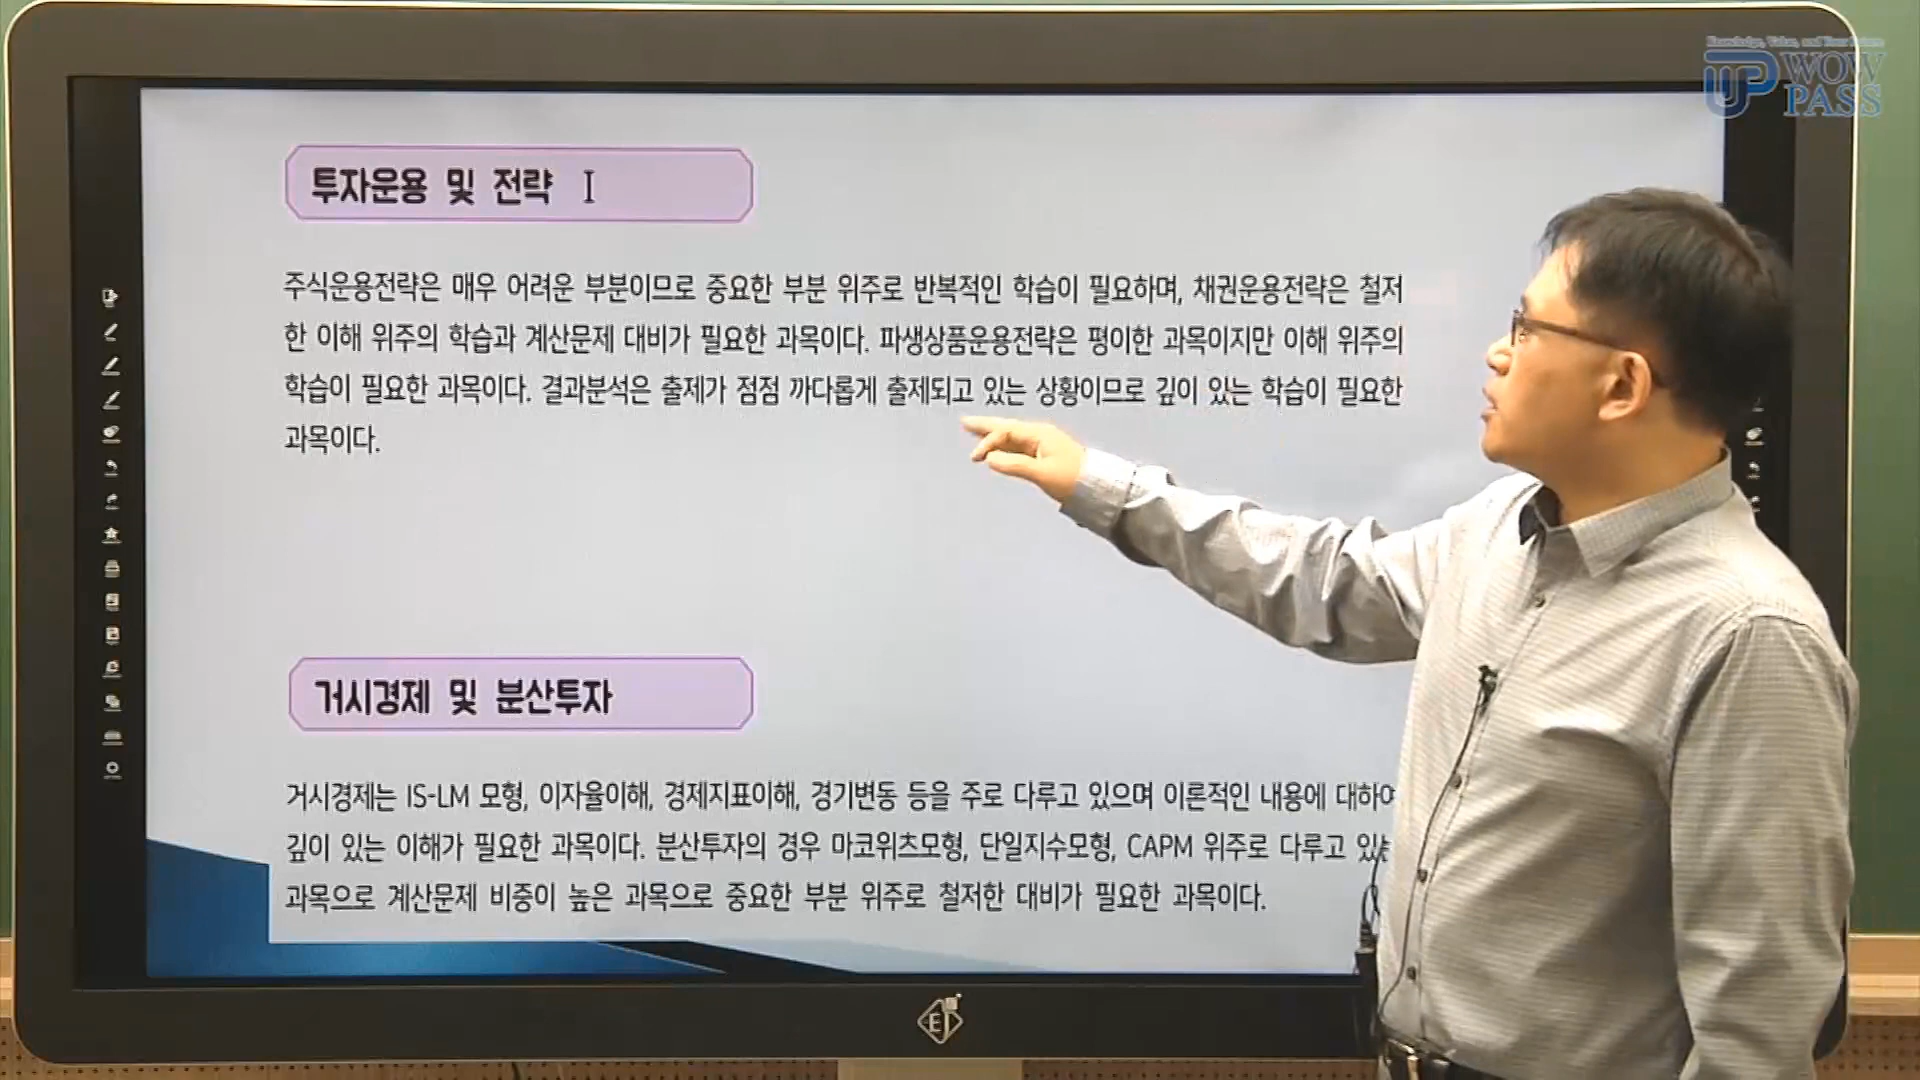 WOW
PASS
투자운용 및 전략 Ⅰ
주식운용전략은 매우 어려운 부분이므로 중요한 부분 위주로 반복적인 학습이 필요하며, 채권운용전략은 철저
한 이해 위주의 학습과 계산문제 대비가 필요한 과목이다. 파생상품운용전략은 평이한 과목이지만 이해 위주의
학습이 필요한 과목이다. 결과분석은 출제가 점점 까다롭게 출제되고 있는 상황이므로 깊이 있는 학습이 필요한
과목이다.
거시경제 및 분산투자
거시경제는 IS-LM 모형, 이자율이해, 경제지표이해, 경기변동 등을 주로 다루고 있으며 이론적인 내용에
깊이 있는 이해가 필요한 과목이다. 분산투자의 경우 마코위츠모형, 단일지수모형, CAPM 위주로 다루고
과목으로 계산문제 비중이 높은 과목으로 중요한 부분 위주로 철저한 대비가 필요한 과목이다.